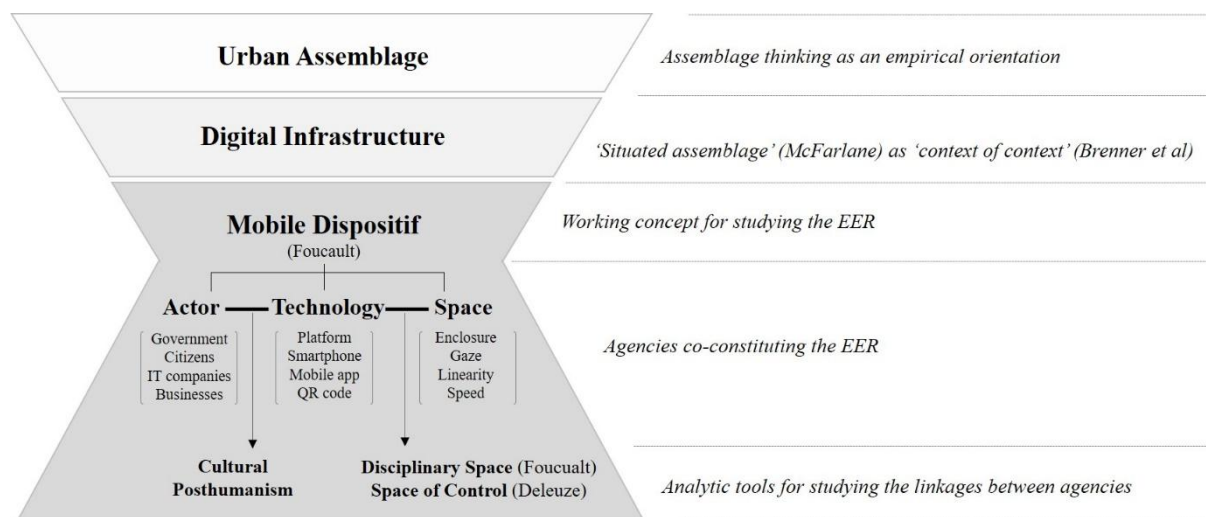 Urban Assemblage
Assemblage thinking as an empirical orientation
Digital Infrastructure
‘Situated assemblage’ (McFarlane) as ‘context of context’ (Brenner et al)
Mobile Dispositif
(Foucault)
Working concept for studying the EER
Actor
Technology
Space
Government
Citizens
IT companies
Businesses
Platform
Smartphone
Mobile app
QR code
Enclosure
Gaze
Linearity
Speed
Agencies co-constituting the EER
Cultural
Posthumanism
Disciplinary Space (Foucualt)
Space of Control (Deleuze)
Analytic tools for studying the linkages between agencies